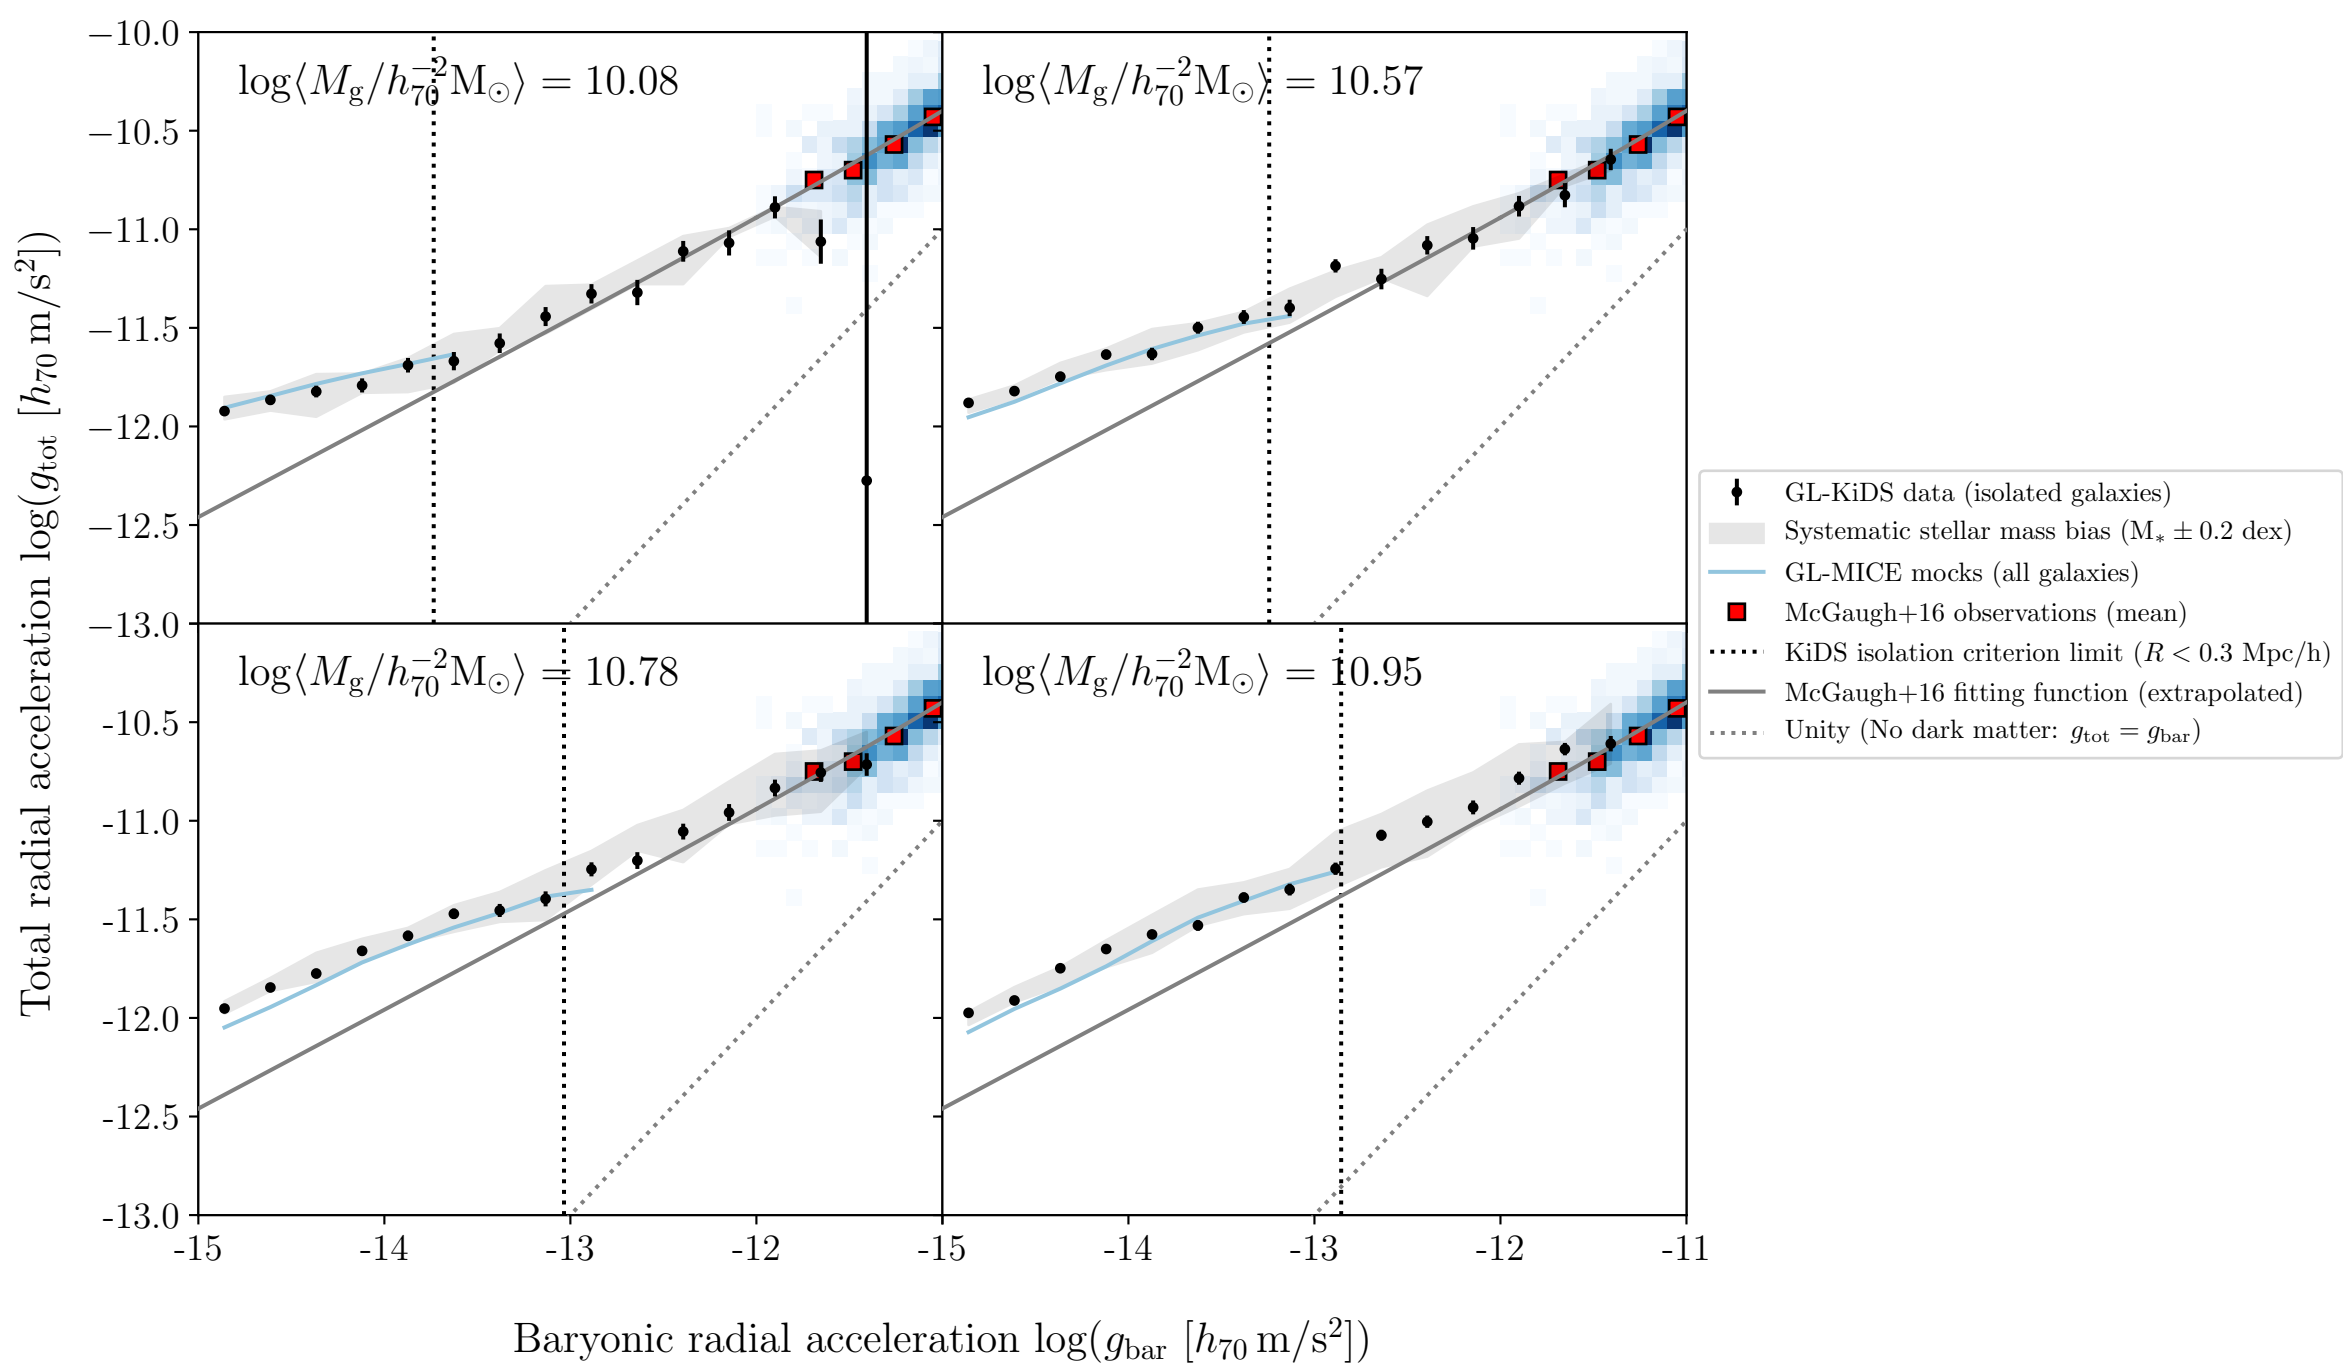 log⟨M_g/h_70^{-2} M_⊙⟩ = 10.08
log⟨M_g/h_70^{-2} M_⊙⟩ = 10.57
−10.0
−10.5
−11.0
−11.5
−12.0
−12.5
−13.0
Total radial acceleration log(g_tot [h_70 m/s²])
log⟨M_g/h_70^{-2} M_⊙⟩ = 10.78
log⟨M_g/h_70^{-2} M_⊙⟩ = 10.95
-10.5
-11.0
-11.5
-12.0
-12.5
-13.0
-15 -14 -13 -12 -15 -14 -13 -12 -11
Baryonic radial acceleration log(g_bar [h_70 m/s²])
GL-KiDS data (isolated galaxies)
Systematic stellar mass bias (M_* ± 0.2 dex)
GL-MICE mocks (all galaxies)
McGaugh+16 observations (mean)
KiDS isolation criterion limit (R < 0.3 Mpc/h)
McGaugh+16 fitting function (extrapolated)
Unity (No dark matter: g_tot = g_bar)